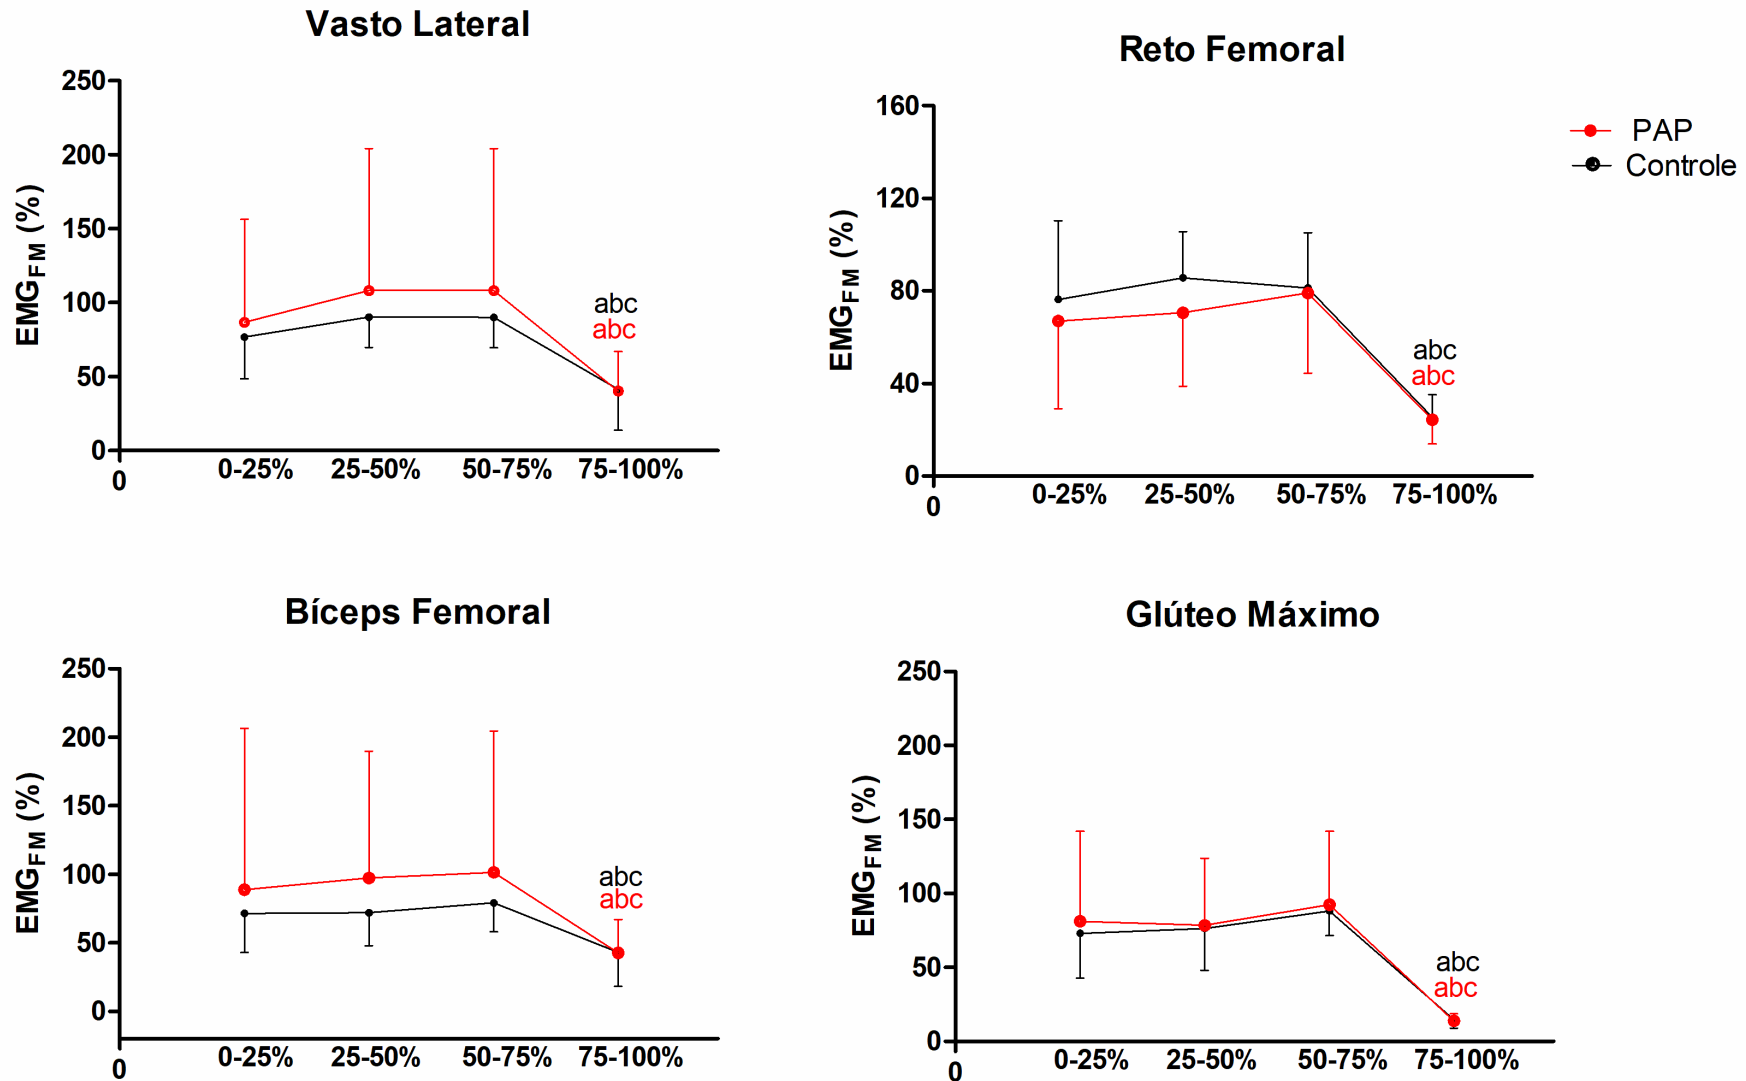 Vasto Lateral
250
200
150
100
50
0
0
EMGFM (%)
0-25% 25-50% 50-75% 75-100%
abc
abc
Reto Femoral
160
120
80
40
0
0
EMGFM (%)
0-25% 25-50% 50-75% 75-100%
abc
abc
PAP
Controle
Bíceps Femoral
250
200
150
100
50
0
0
EMGFM (%)
0-25% 25-50% 50-75% 75-100%
abc
abc
Glúteo Máximo
250
200
150
100
50
0
0
EMGFM (%)
0-25% 25-50% 50-75% 75-100%
abc
abc